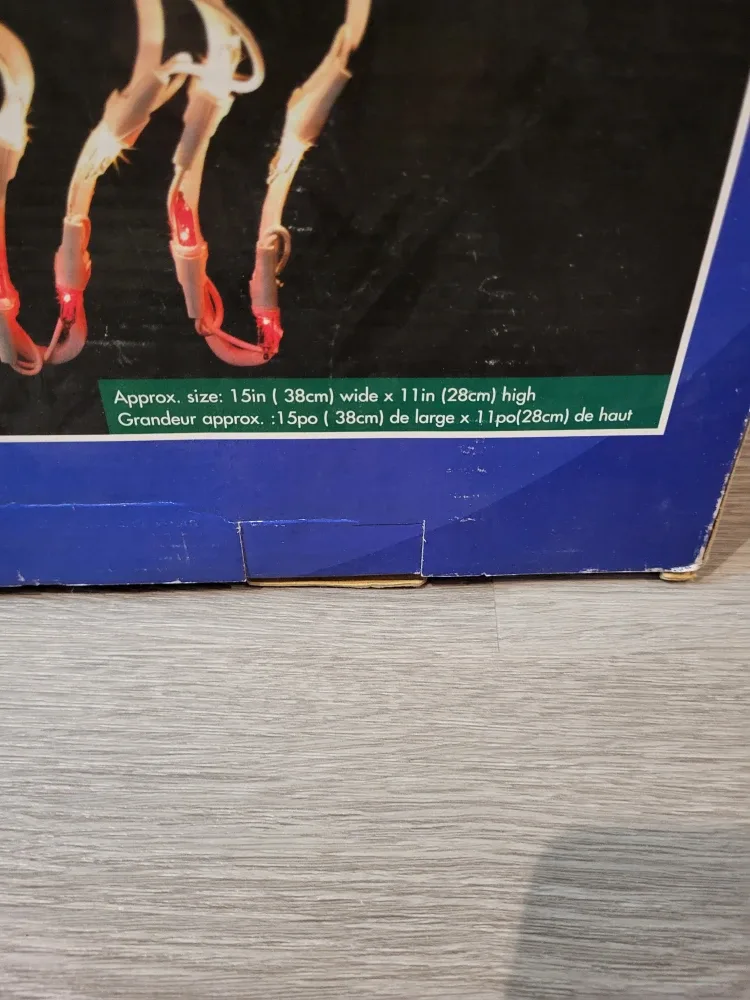 Approx. size: 15in ( 38cm) wide x 11in (28cm) high
Grandeur approx. :15po ( 38cm) de large x 11po(28cm) de haut